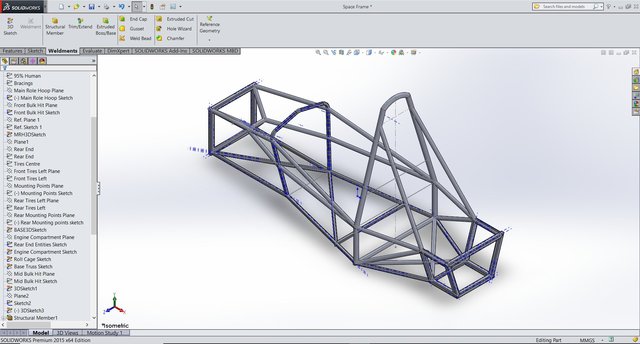 SOLIDWORKS
Space Frame *
3D Sketch
Weldment
Structural Member
Trim/Extend
Extruded Boss/Base
End Cap
Gusset
Weld Bead
Extruded Cut
Hole Wizard
Chamfer
Reference Geometry
Features
Sketch
Weldments
Evaluate
DimXpert
SOLIDWORKS Add-Ins
SOLIDWORKS MBD
95% Human
Bracings
Main Role Hoop Plane
(-) Main Role Hoop Sketch
Front Bulk Hit Plane
Front Bulk Hit Sketch
Ref. Plane 1
Ref. Sketch 1
MRH3DSketch
Plane1
Rear End
Rear End
Tires Centre
Front Tires Left Plane
Front Tires Left
Mounting Points Plane
(-) Mounting Points Sketch
Rear Tires Left Plane
Rear Tires Left
Rear Mounting Points Plane
(-) Rear Mounting Points sketch
BASE3DSketch
Engine Compartment Plane
Rear End Entities Sketch
Engine Compartment Sketch
Roll Cage Sketch
Base Truss Sketch
Mid Bulk Hit Plane
Mid Bulk Hit Sketch
3DSketch1
Plane2
Sketch2
(-) 3DSketch3
Structural Member1
*Isometric
Model
3D Views
Motion Study 1
SOLIDWORKS Premium 2015 x64 Edition
Editing Part
MMGS